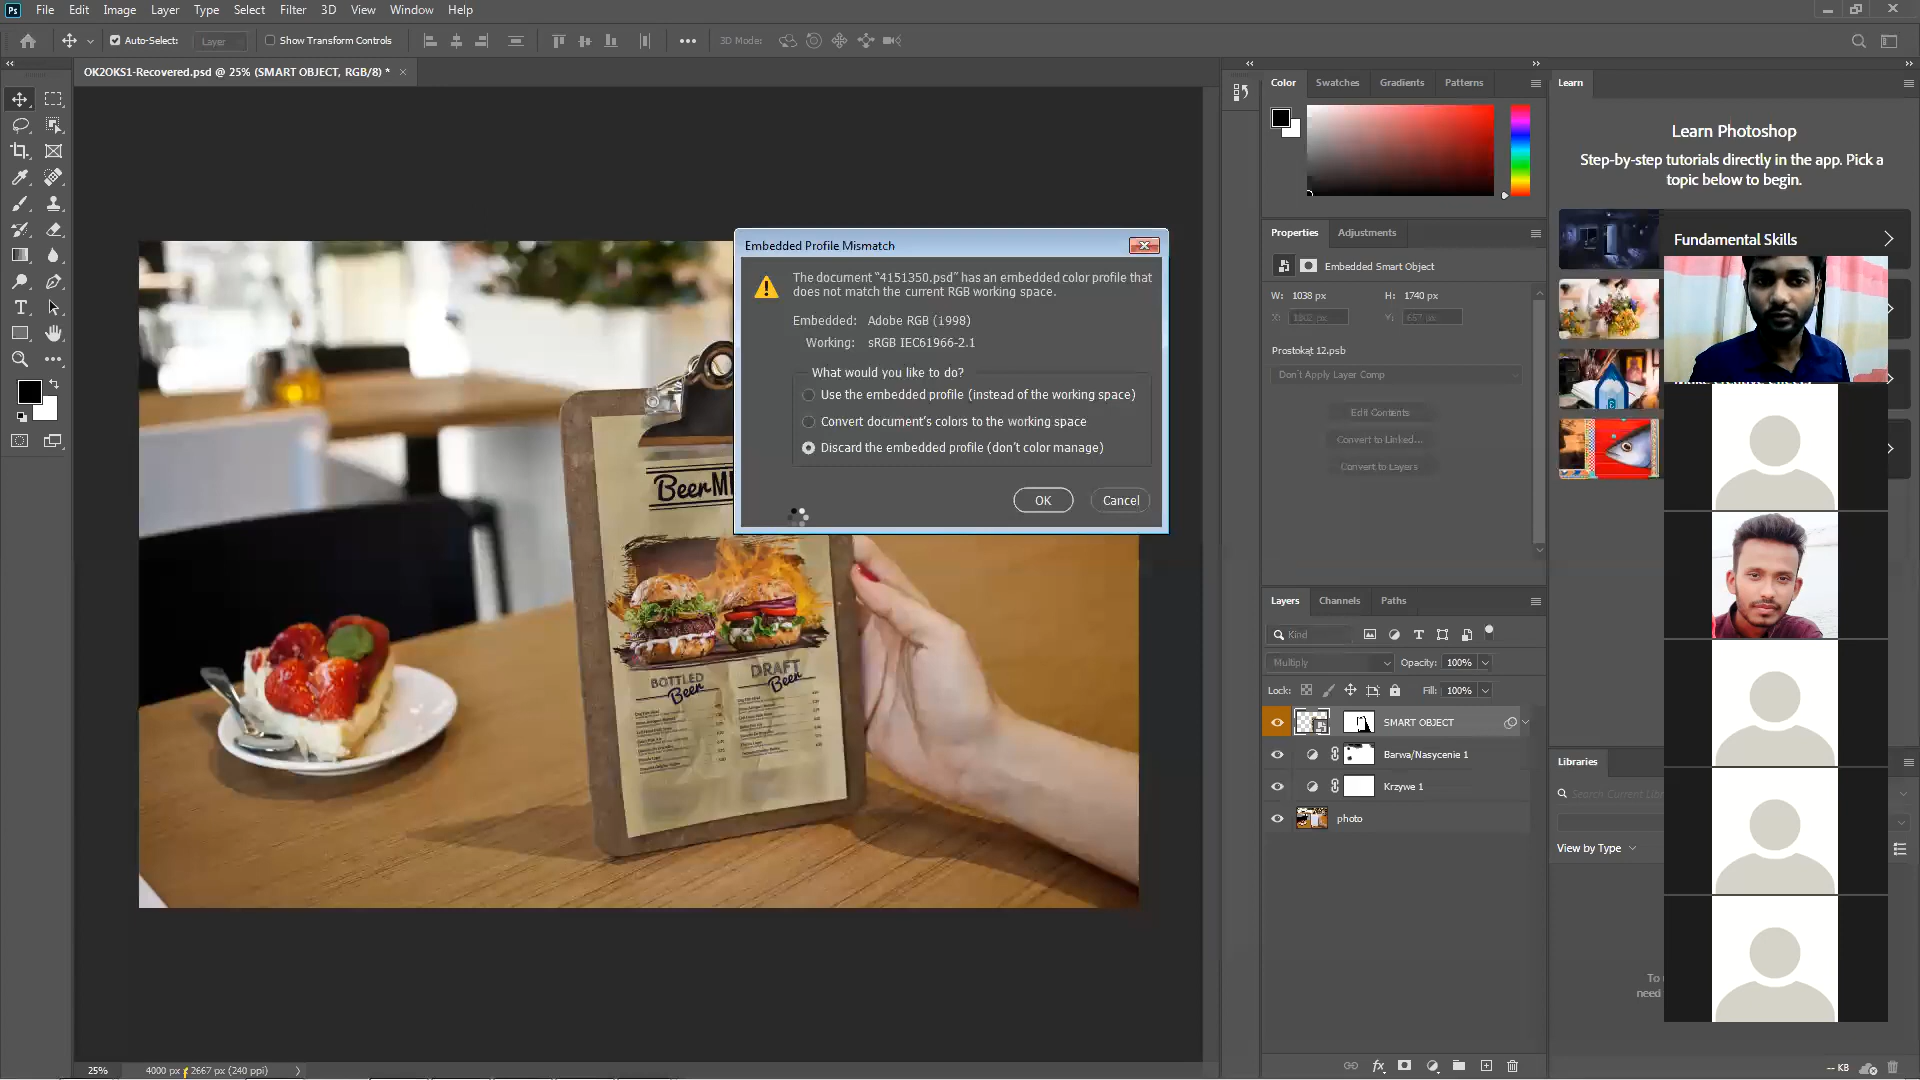 Ps File Edit Image Layer Type Select Filter 3D View Window Help
Auto-Select: Layer Show Transform Controls 3D Mode:
OK2OKS1-Recovered.psd @ 25% (SMART OBJECT, RGB/8) *
Color Swatches Gradients Patterns
Learn
Learn Photoshop
Step-by-step tutorials directly in the app. Pick a
topic below to begin.
Fundamental Skills
Properties Adjustments
Embedded Smart Object
W: 1038 px H: 1740 px
X: 1802 px Y: 657 px
Prostokąt 12.psb
Don't Apply Layer Comp
Edit Contents
Convert to Linked...
Convert to Layers
Embedded Profile Mismatch
The document "4151350.psd" has an embedded color profile that
does not match the current RGB working space.
Embedded: Adobe RGB (1998)
Working: sRGB IEC61966-2.1
What would you like to do?
Use the embedded profile (instead of the working space)
Convert document's colors to the working space
Discard the embedded profile (don't color manage)
OK Cancel
BOTTLED
Beer
DRAFT
Beer
Layers Channels Paths
Kind
Multiply Opacity: 100%
Lock: Fill: 100%
SMART OBJECT
Barwa/Nasycenie 1
Krzywe 1
photo
Libraries
View by Type
To
need
-- KB
25% 4000 px x 2667 px (240 ppi)